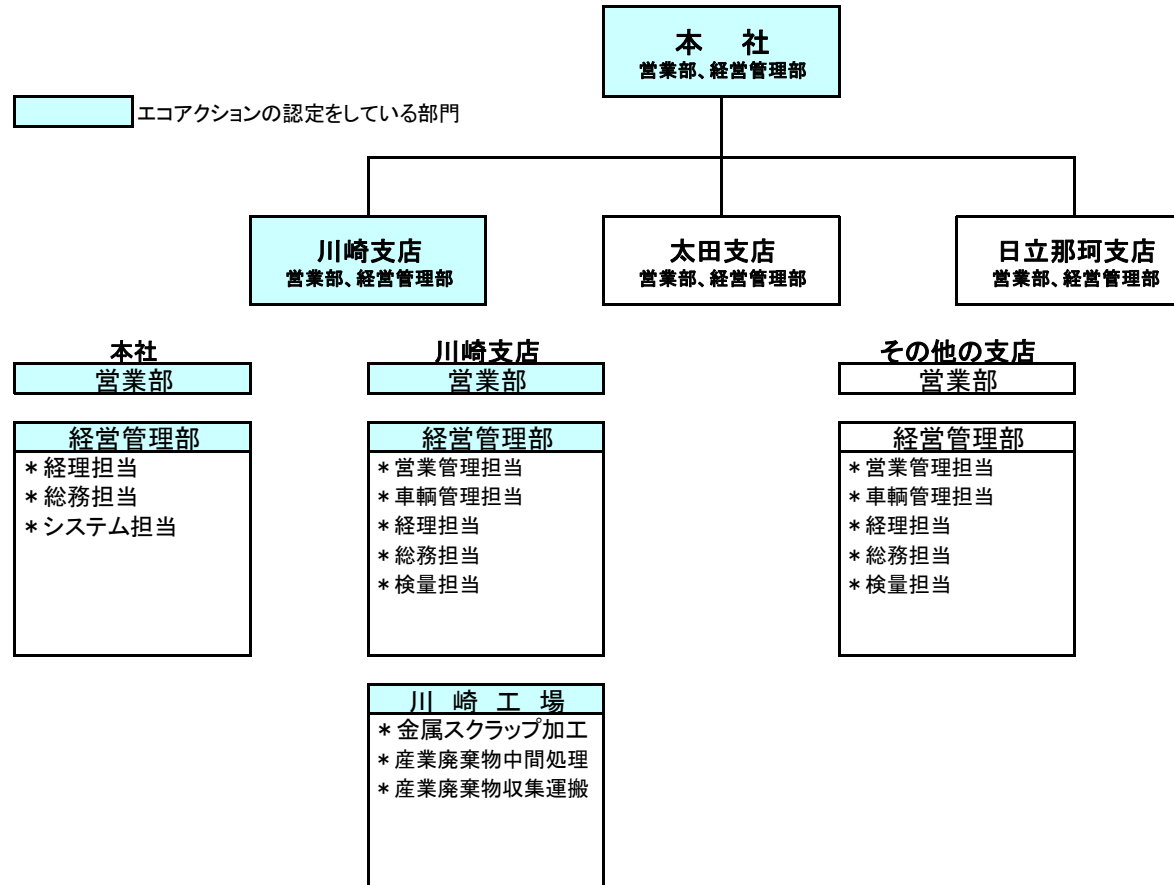 本 社
営業部、経営管理部
エコアクションの認定をしている部門
川崎支店
営業部、経営管理部
太田支店
営業部、経営管理部
日立那珂支店
営業部、経営管理部
本社
営業部
経営管理部
*経理担当
*総務担当
*システム担当
川崎支店
営業部
経営管理部
*営業管理担当
*車輌管理担当
*経理担当
*総務担当
*検量担当
川 崎 工 場
*金属スクラップ加工
*産業廃棄物中間処理
*産業廃棄物収集運搬
その他の支店
営業部
経営管理部
*営業管理担当
*車輌管理担当
*経理担当
*総務担当
*検量担当